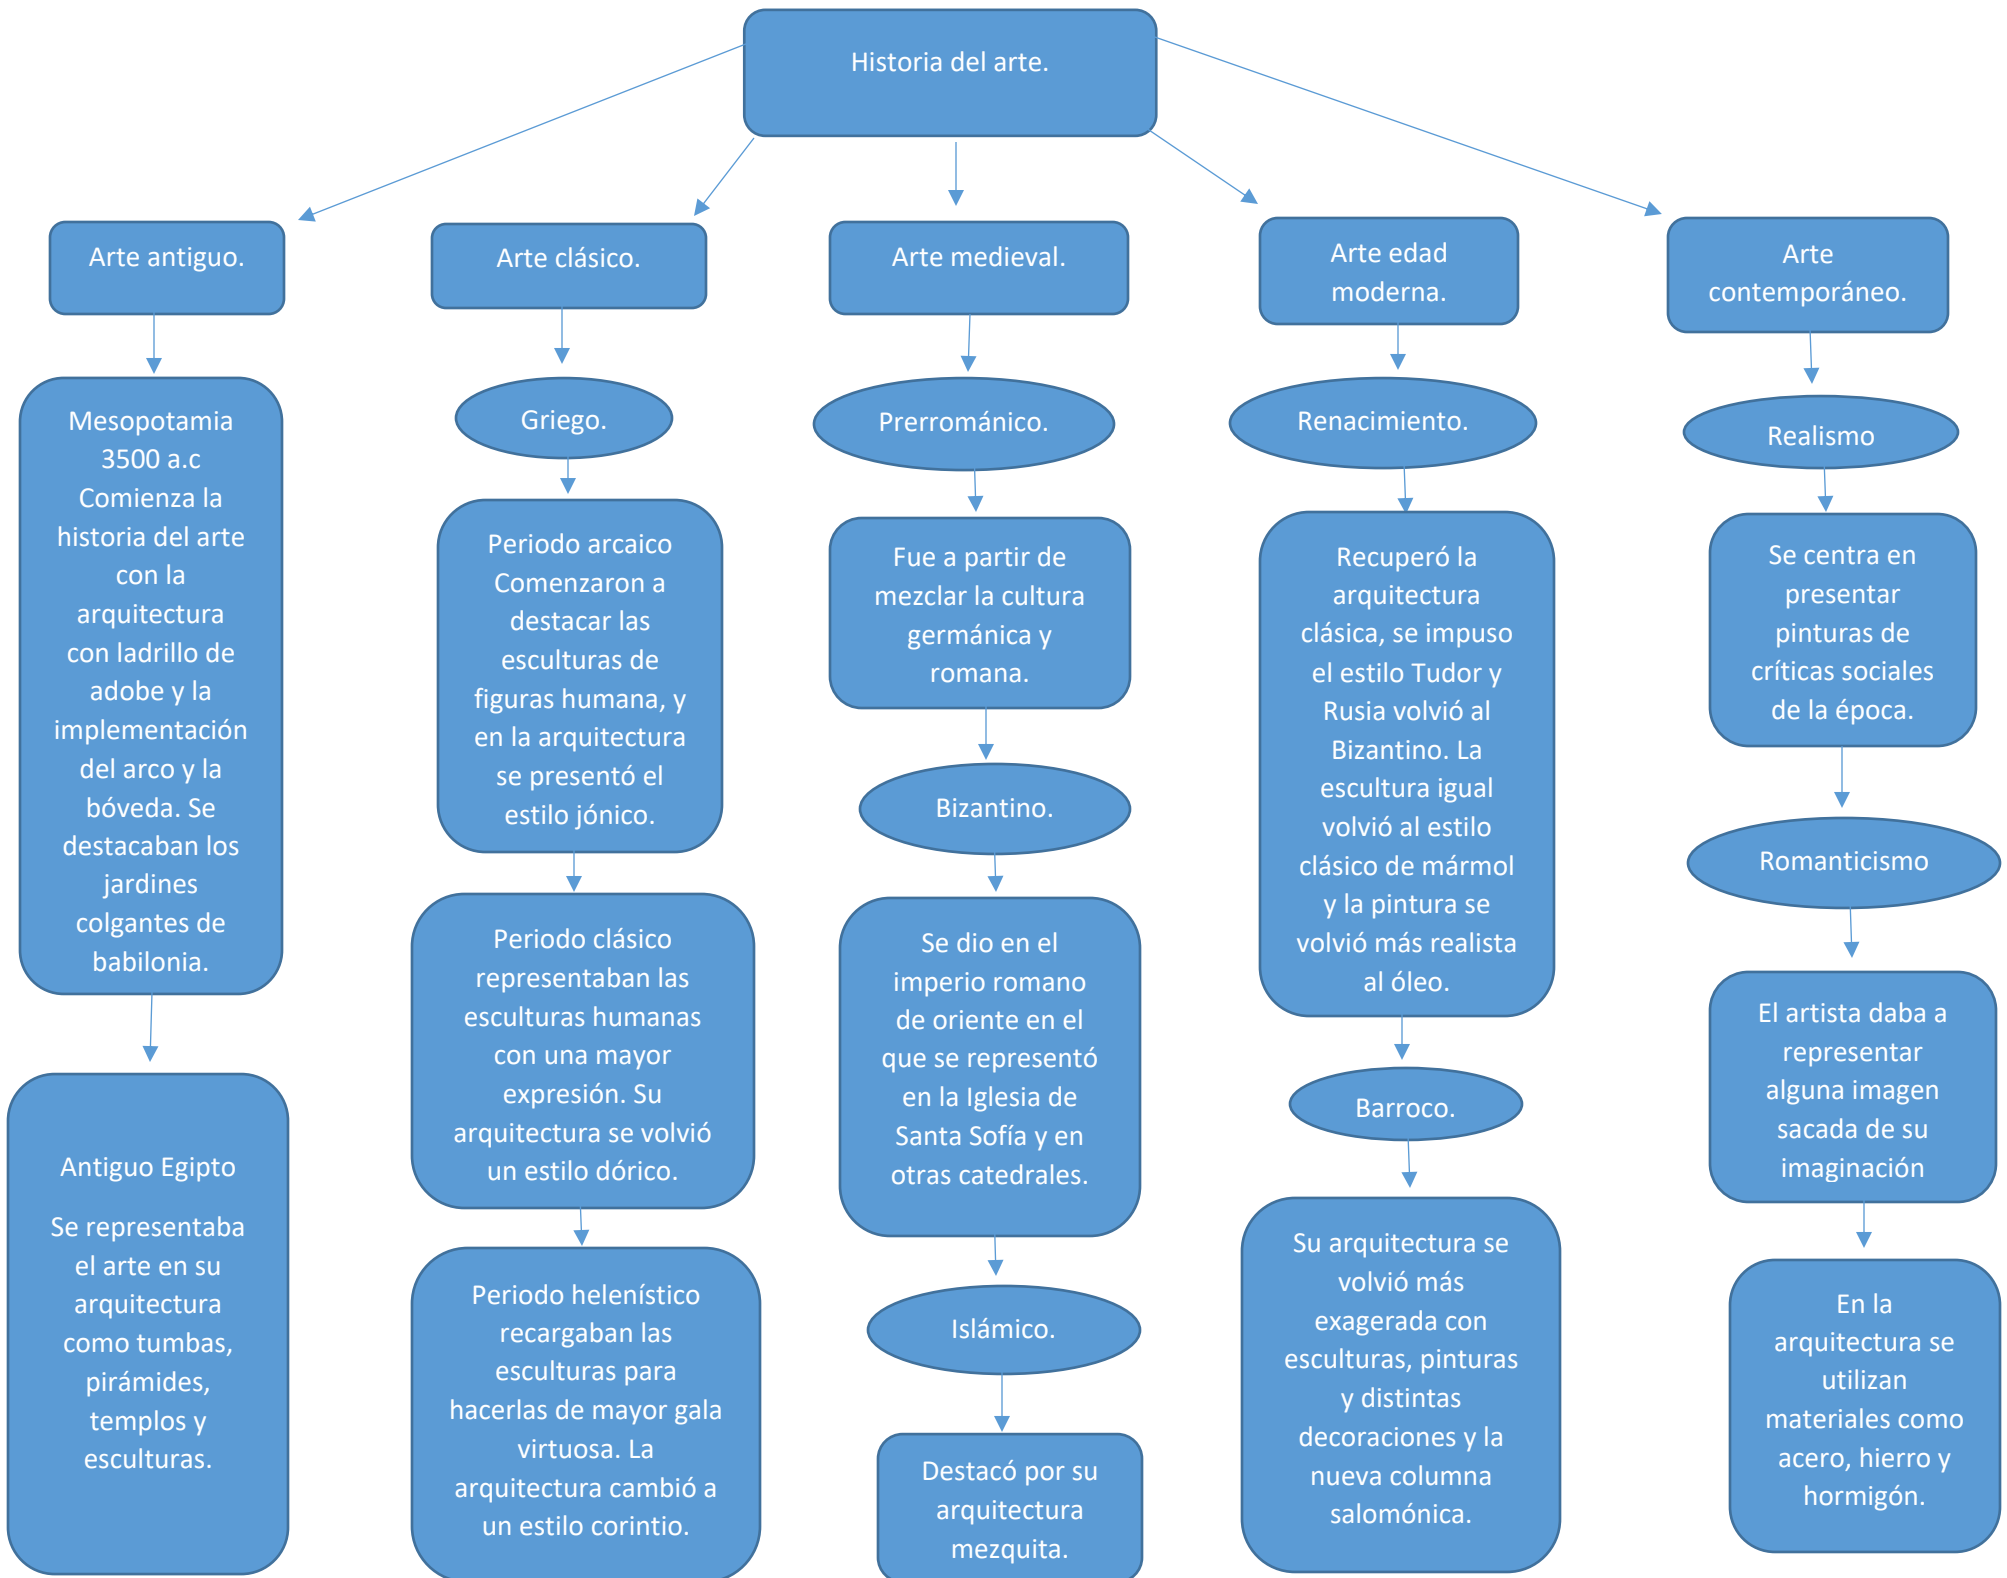 Historia del arte.
Arte antiguo.
Mesopotamia
3500 a.c
Comienza la
historia del arte
con la
arquitectura
con ladrillo de
adobe y la
implementación
del arco y la
bóveda. Se
destacaban los
jardines
colgantes de
babilonia.
Antiguo Egipto
Se representaba
el arte en su
arquitectura
como tumbas,
pirámides,
templos y
esculturas.
Arte clásico.
Griego.
Periodo arcaico
Comenzaron a
destacar las
esculturas de
figuras humana, y
en la arquitectura
se presentó el
estilo jónico.
Periodo clásico
representaban las
esculturas humanas
con una mayor
expresión. Su
arquitectura se volvió
un estilo dórico.
Periodo helenístico
recargaban las
esculturas para
hacerlas de mayor gala
virtuosa. La
arquitectura cambió a
un estilo corintio.
Arte medieval.
Prerrománico.
Fue a partir de
mezclar la cultura
germánica y
romana.
Bizantino.
Se dio en el
imperio romano
de oriente en el
que se representó
en la Iglesia de
Santa Sofía y en
otras catedrales.
Islámico.
Destacó por su
arquitectura
mezquita.
Arte edad
moderna.
Renacimiento.
Recuperó la
arquitectura
clásica, se impuso
el estilo Tudor y
Rusia volvió al
Bizantino. La
escultura igual
volvió al estilo
clásico de mármol
y la pintura se
volvió más realista
al óleo.
Barroco.
Su arquitectura se
volvió más
exagerada con
esculturas, pinturas
y distintas
decoraciones y la
nueva columna
salomónica.
Arte
contemporáneo.
Realismo
Se centra en
presentar
pinturas de
críticas sociales
de la época.
Romanticismo
El artista daba a
representar
alguna imagen
sacada de su
imaginación
En la
arquitectura se
utilizan
materiales como
acero, hierro y
hormigón.